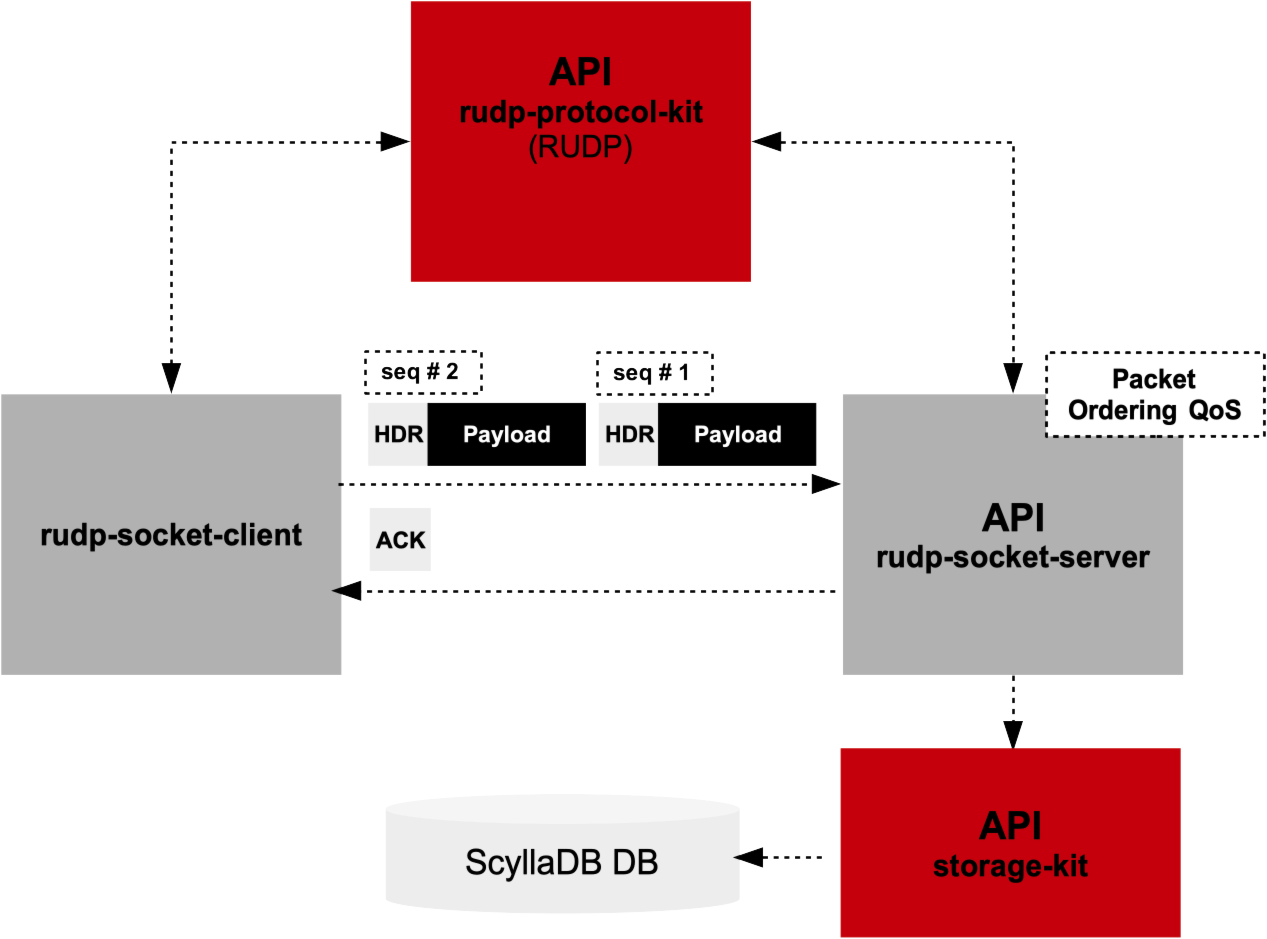 API
rudp-protocol-kit
(RUDP)
seq # 2
seq # 1
Packet
Ordering QoS
HDR
Payload
HDR
Payload
rudp-socket-client
API
rudp-socket-server
ACK
API
storage-kit
ScyllaDB DB